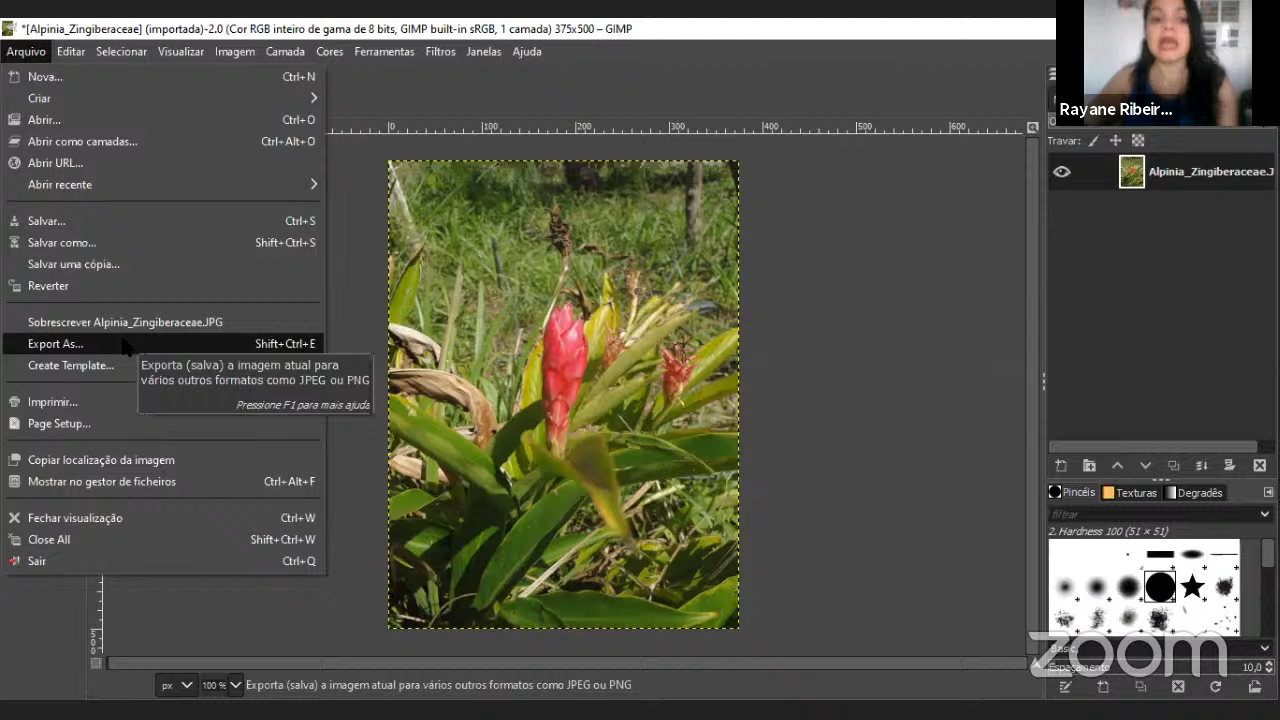 *[Alpinia_Zingiberaceae] (importada)-2.0 (Cor RGB inteiro de gama de 8 bits, GIMP built-in sRGB, 1 camada) 375x500 – GIMP
Arquivo Editar Selecionar Visualizar Imagem Camada Cores Ferramentas Filtros Janelas Ajuda
Nova... Ctrl+N
Criar
Abrir... Ctrl+O
Abrir como camadas... Ctrl+Alt+O
Abrir URL...
Abrir recente
Salvar... Ctrl+S
Salvar como... Shift+Ctrl+S
Salvar uma cópia...
Reverter
Sobrescrever Alpinia_Zingiberaceae.JPG
Export As... Shift+Ctrl+E
Create Template...
Exporta (salva) a imagem atual para
vários outros formatos como JPEG ou PNG
Pressione F1 para mais ajuda
Imprimir...
Page Setup...
Copiar localização da imagem
Mostrar no gestor de ficheiros Ctrl+Alt+F
Fechar visualização Ctrl+W
Close All Shift+Ctrl+W
Sair Ctrl+Q
0 100 200 300 400 500 600
500
px 100 % Exporta (salva) a imagem atual para vários outros formatos como JPEG ou PNG
Rayane Ribeir...
Travar:
Alpinia_Zingiberaceae.J
Pincéis Texturas Degradês
filtrar
2. Hardness 100 (51 × 51)
Basic,
Espaçamento 10,0
zoom